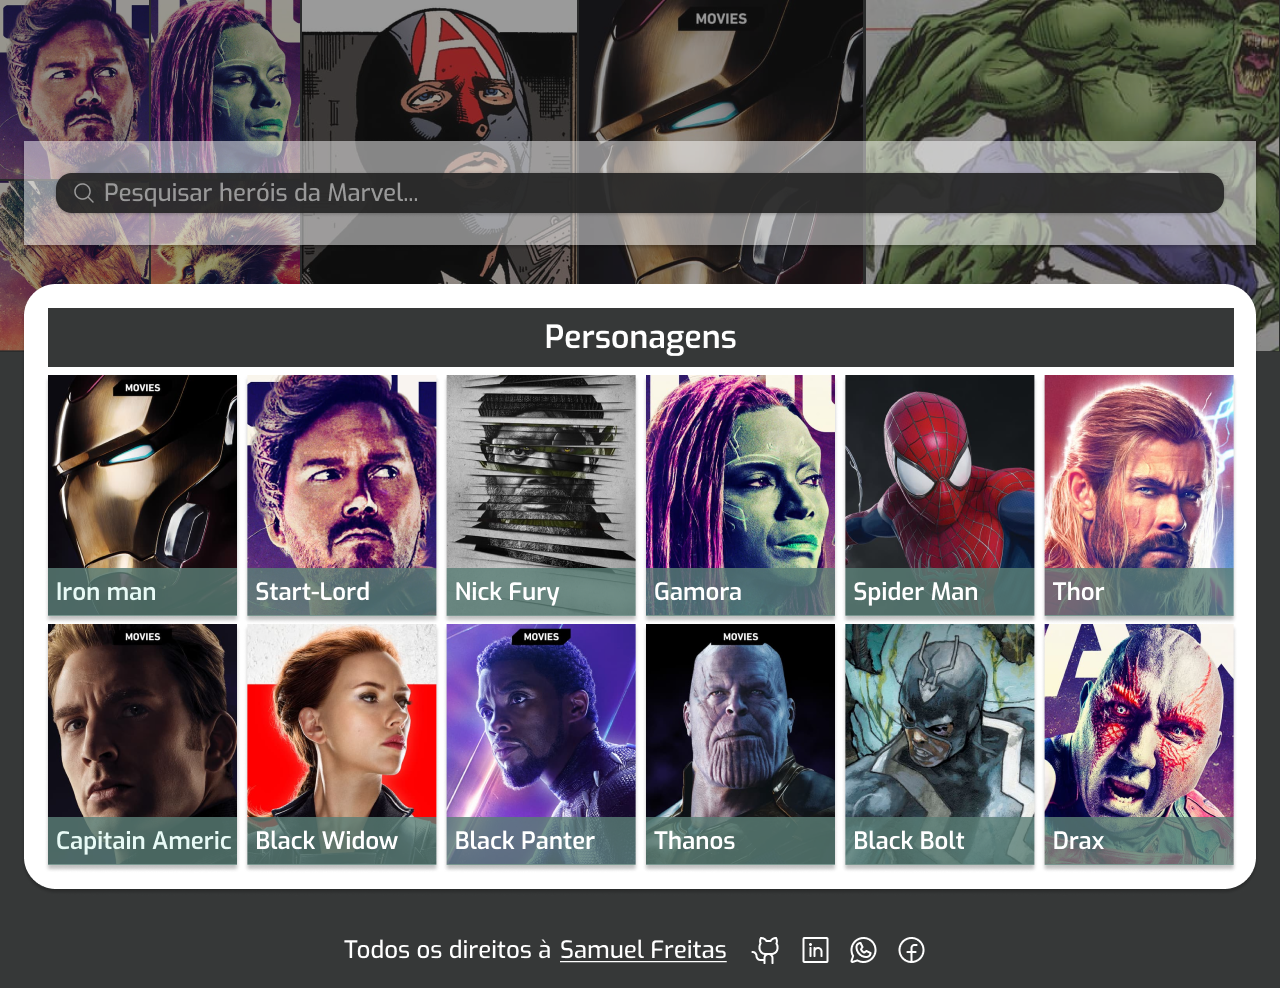 MOVIES
A
Pesquisar heróis da Marvel...
Personagens
MOVIES
Iron man
Start-Lord
Nick Fury
Gamora
Spider Man
Thor
MOVIES
MOVIES
MOVIES
Capitain Americ
Black Widow
Black Panter
Thanos
Black Bolt
Drax
Todos os direitos à Samuel Freitas
in
f